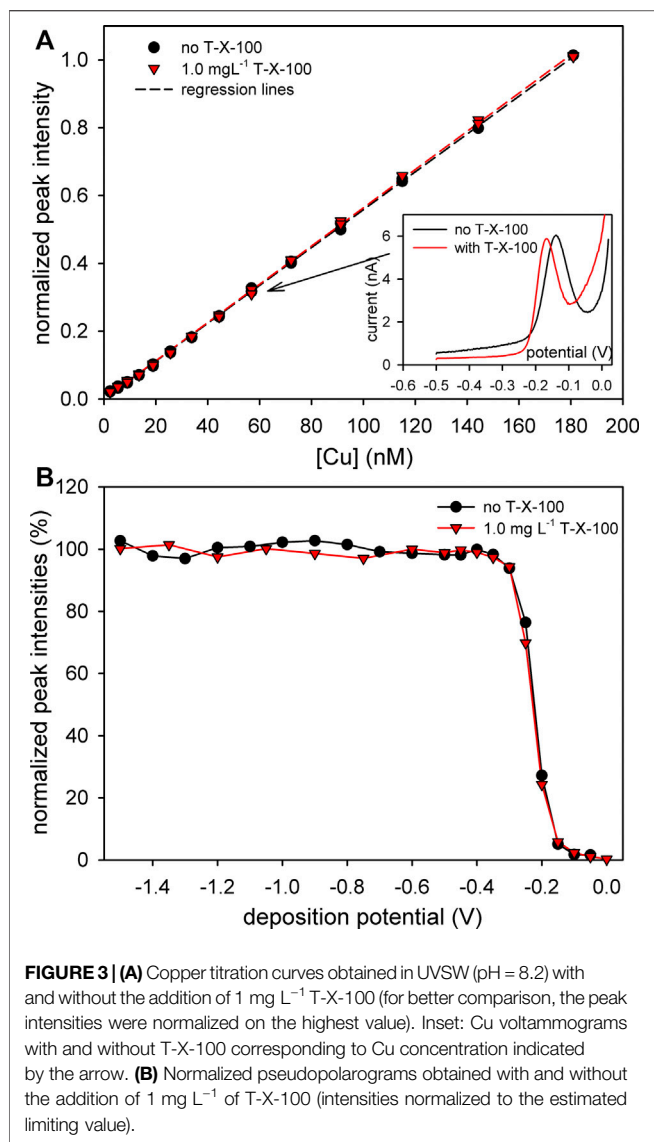 A
no T-X-100
1.0 mgL⁻¹ T-X-100
regression lines
normalized peak intensity
1.0
0.8
0.6
0.4
0.2
0.0
no T-X-100
with T-X-100
current (nA)
6
4
2
0
potential (V)
-0.6 -0.5 -0.4 -0.3 -0.2 -0.1 0.0
0 20 40 60 80 100 120 140 160 180 200
[Cu] (nM)
B
no T-X-100
1.0 mg L⁻¹ T-X-100
normalized peak intensities (%)
120
100
80
60
40
20
0
-1.4 -1.2 -1.0 -0.8 -0.6 -0.4 -0.2 0.0
deposition potential (V)
FIGURE 3 | (A) Copper titration curves obtained in UVSW (pH = 8.2) with
and without the addition of 1 mg L⁻¹ T-X-100 (for better comparison, the peak
intensities were normalized on the highest value). Inset: Cu voltammograms
with and without T-X-100 corresponding to Cu concentration indicated
by the arrow. (B) Normalized pseudopolarograms obtained with and without
the addition of 1 mg L⁻¹ of T-X-100 (intensities normalized to the estimated
limiting value).